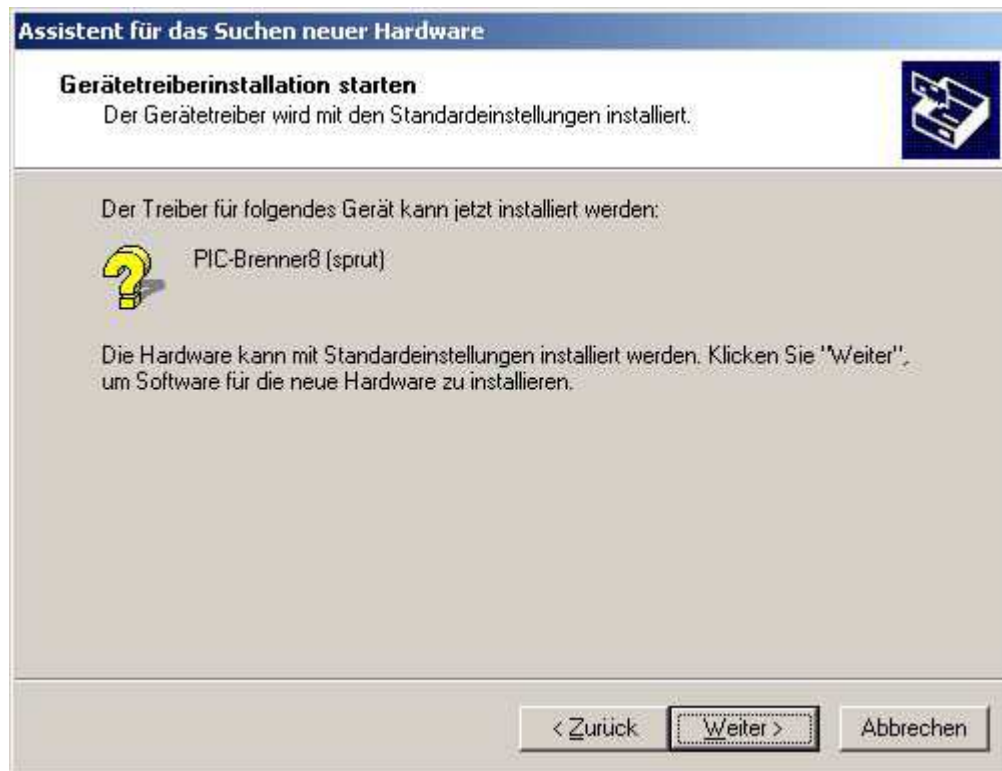 Assistent für das Suchen neuer Hardware
Gerätetreiberinstallation starten
Der Gerätetreiber wird mit den Standardeinstellungen installiert.
Der Treiber für folgendes Gerät kann jetzt installiert werden:
PIC-Brenner8 (sprut)
Die Hardware kann mit Standardeinstellungen installiert werden. Klicken Sie "Weiter",
um Software für die neue Hardware zu installieren.
< Zurück Weiter > Abbrechen